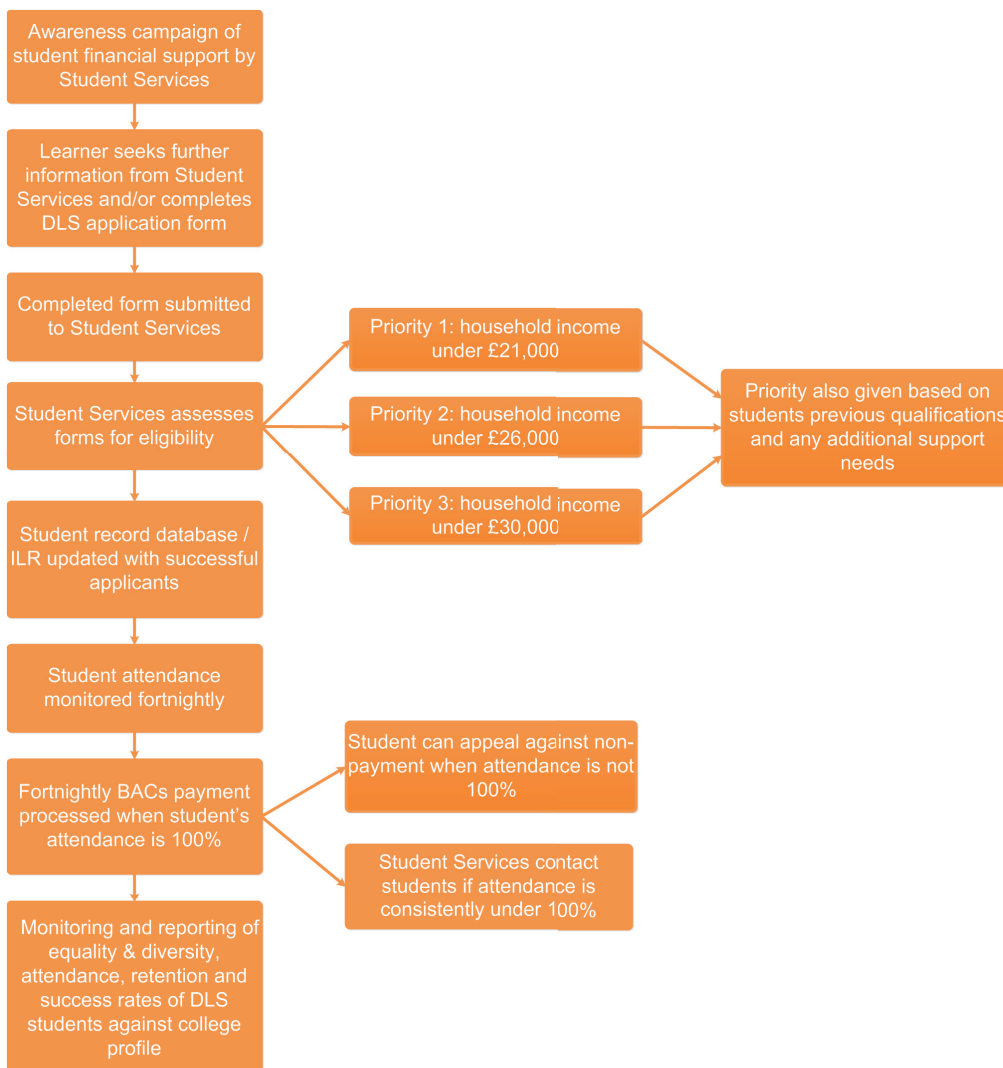 Awareness campaign of
student financial support by
Student Services
Learner seeks further
information from Student
Services and/or completes
DLS application form
Completed form submitted
to Student Services
Student Services assesses
forms for eligibility
Priority 1: household income
under £21,000
Priority 2: household income
under £26,000
Priority 3: household income
under £30,000
Priority also given based on
students previous qualifications
and any additional support
needs
Student record database /
ILR updated with successful
applicants
Student attendance
monitored fortnightly
Fortnightly BACs payment
processed when student’s
attendance is 100%
Student can appeal against non-
payment when attendance is not
100%
Student Services contact
students if attendance is
consistently under 100%
Monitoring and reporting of
equality & diversity,
attendance, retention and
success rates of DLS
students against college
profile